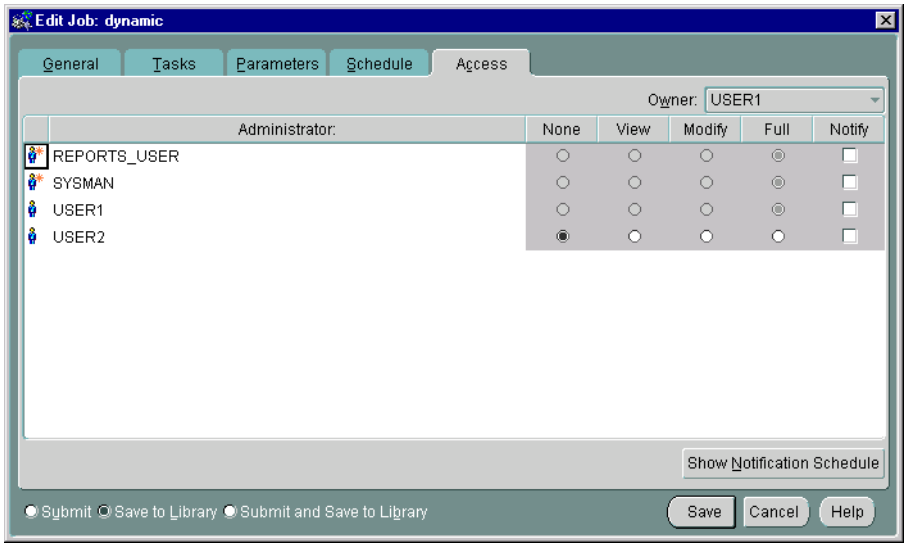 Edit Job: dynamic
General Tasks Parameters Schedule Access
Owner: USER1
Administrator: None View Modify Full Notify
REPORTS_USER
SYSMAN
USER1
USER2
Show Notification Schedule
Submit Save to Library Submit and Save to Library Save Cancel Help